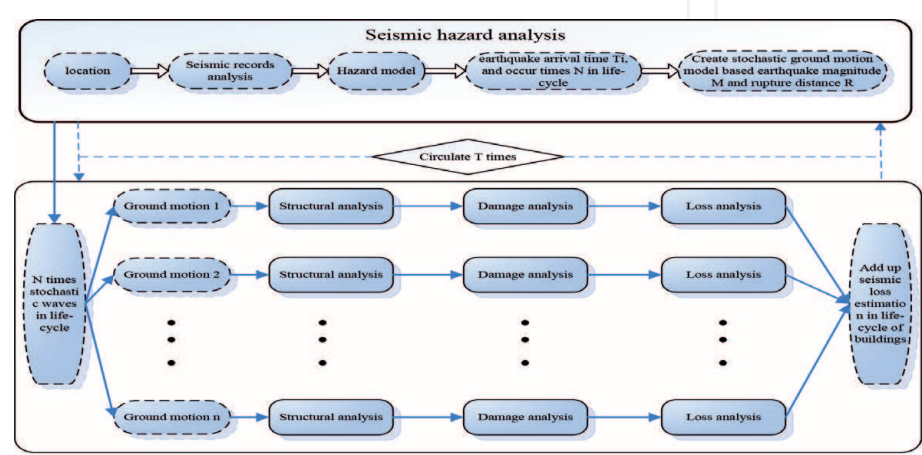 Seismic hazard analysis
location
Seismic records
analysis
Hazard model
earthquake arrival time Ti,
and occur times N in life-
cycle
Create stochastic ground motion
model based earthquake magnitude
M and rupture distance R
Circulate T times
N times
stochasti
c waves
in life-
cycle
Ground motion 1
Structural analysis
Damage analysis
Loss analysis
Ground motion 2
Structural analysis
Damage analysis
Loss analysis
Ground motion n
Structural analysis
Damage analysis
Loss analysis
Add up
seismic
loss
estimatio
n in life-
cycle of
buildings